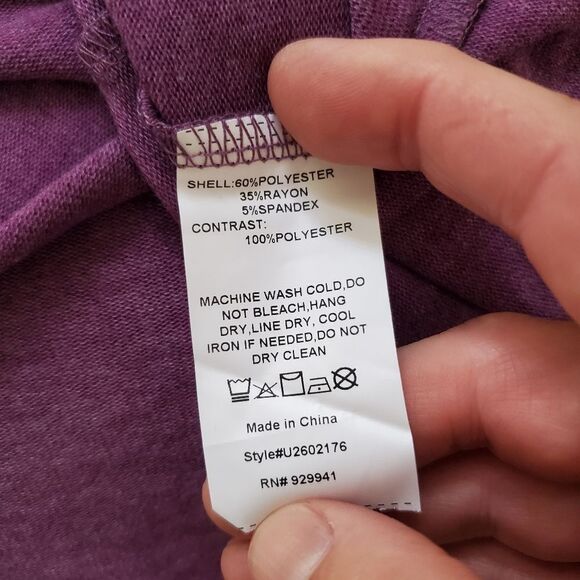 SHELL:60%POLYESTER
35%RAYON
5%SPANDEX
CONTRAST:
100%POLYESTER
MACHINE WASH COLD,DO
NOT BLEACH,HANG
DRY,LINE DRY, COOL
IRON IF NEEDED,DO NOT
DRY CLEAN
Made in China
Style#U2602176
RN# 929941